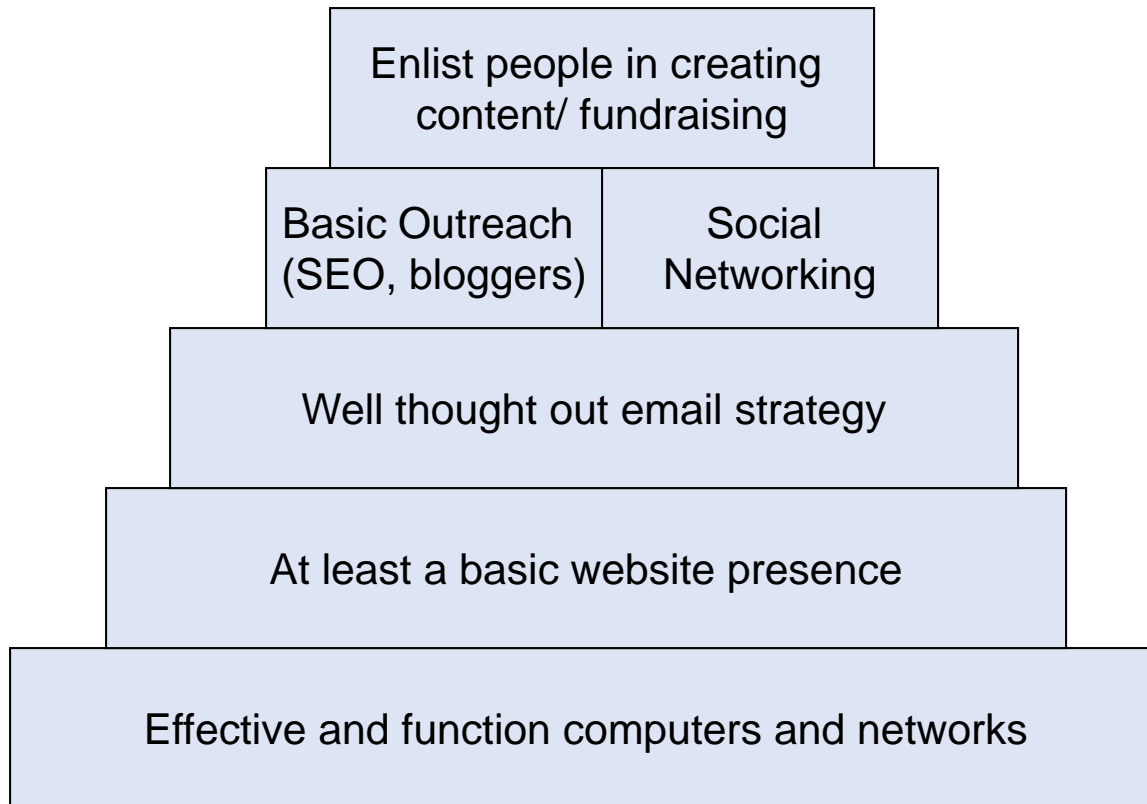 Enlist people in creating
content/ fundraising
Basic Outreach
(SEO, bloggers)
Social
Networking
Well thought out email strategy
At least a basic website presence
Effective and function computers and networks